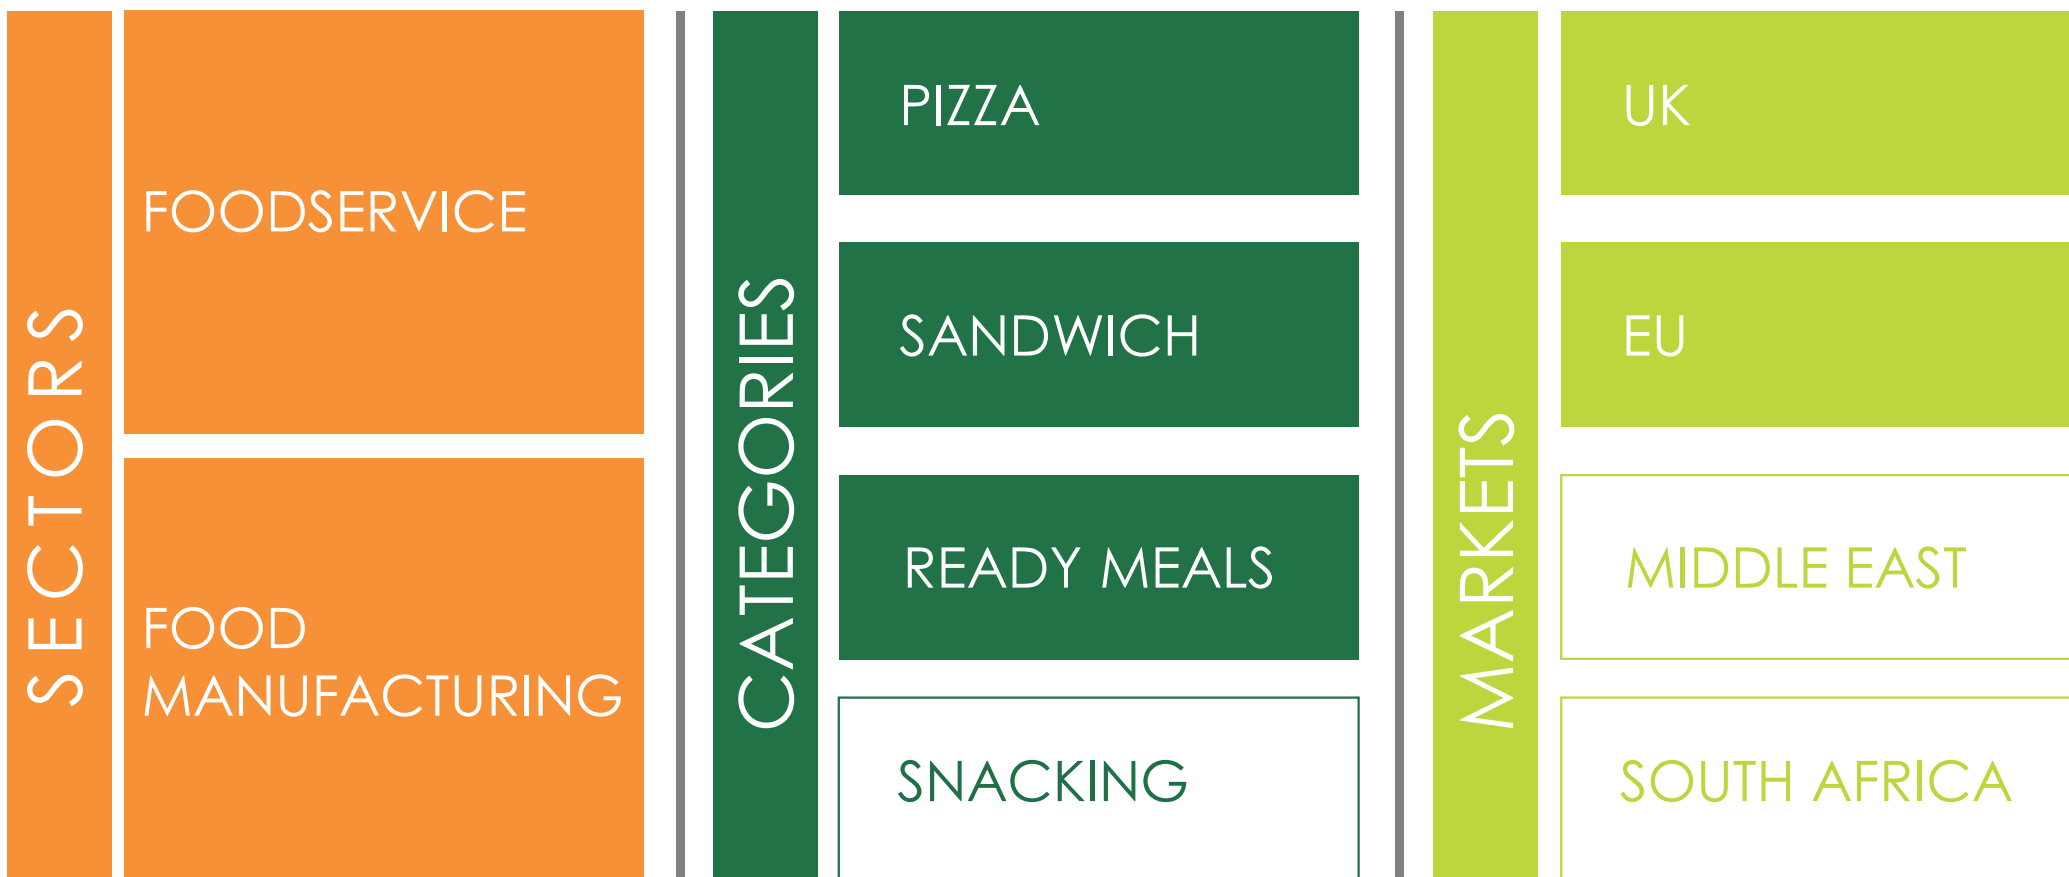 SECTORS
FOODSERVICE
FOOD
MANUFACTURING
CATEGORIES
PIZZA
SANDWICH
READY MEALS
SNACKING
MARKETS
UK
EU
MIDDLE EAST
SOUTH AFRICA